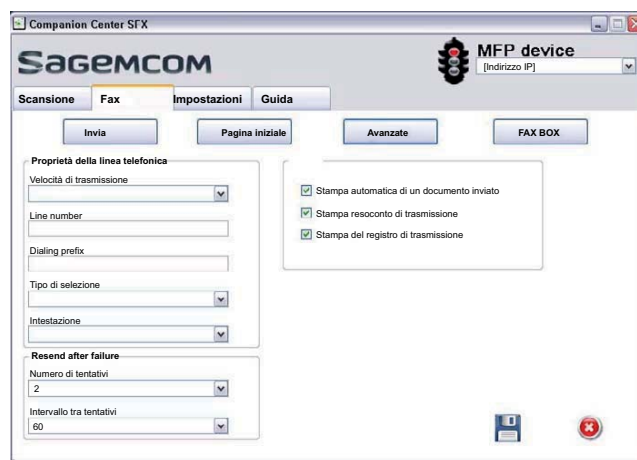 Companion Center SFX
SAGEMCOM
MFP device
[Indirizzo IP]
Scansione Fax Impostazioni Guida
Invia Pagina iniziale Avanzate FAX BOX
Proprietà della linea telefonica
Velocità di trasmissione
Line number
Dialing prefix
Tipo di selezione
Intestazione
Stampa automatica di un documento inviato
Stampa resoconto di trasmissione
Stampa del registro di trasmissione
Resend after failure
Numero di tentativi
2
Intervallo tra tentativi
60